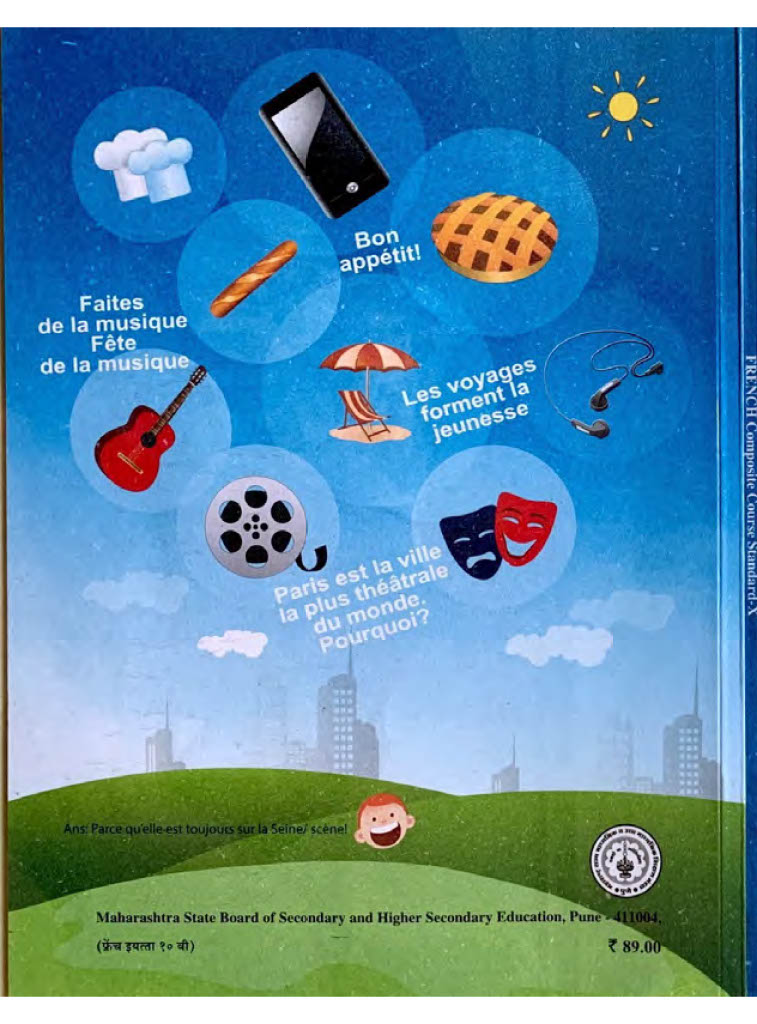 Bon
appétit!
Faites
de la musique
Fête
de la musique
Les voyages
forment la
jeunesse
Paris est la ville
la plus théâtrale
du monde.
Pourquoi?
Ans: Parce qu'elle-est toujours sur la Seine/ scène!
Maharashtra State Board of Secondary and Higher Secondary Education, Pune - 411004.
(फ्रेंच इयत्ता १० वी)
₹ 89.00
FRENCH Composite Course Standard-X